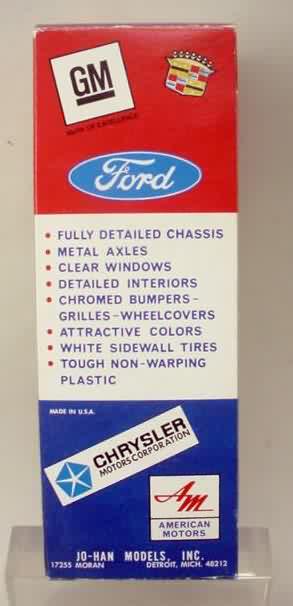 GM
MARK OF EXCELLENCE
Ford
• FULLY DETAILED CHASSIS
• METAL AXLES
• CLEAR WINDOWS
• DETAILED INTERIORS
• CHROMED BUMPERS-
GRILLES-WHEELCOVERS
• ATTRACTIVE COLORS
• WHITE SIDEWALL TIRES
• TOUGH NON-WARPING
PLASTIC
MADE IN U.S.A.
CHRYSLER
MOTORS CORPORATION
AM
AMERICAN
MOTORS
JO-HAN MODELS, INC.
17255 MORAN DETROIT, MICH. 48212